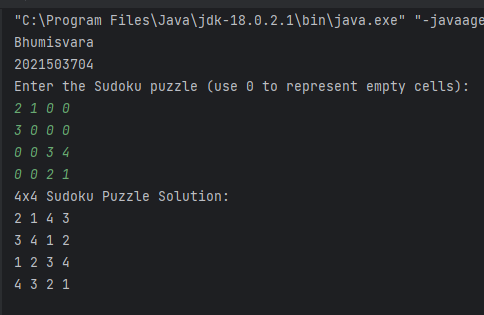 "C:\Program Files\Java\jdk-18.0.2.1\bin\java.exe" "-javaage
Bhumisvara
2021503704
Enter the Sudoku puzzle (use 0 to represent empty cells):
2 1 0 0
3 0 0 0
0 0 3 4
0 0 2 1
4x4 Sudoku Puzzle Solution:
2 1 4 3
3 4 1 2
1 2 3 4
4 3 2 1